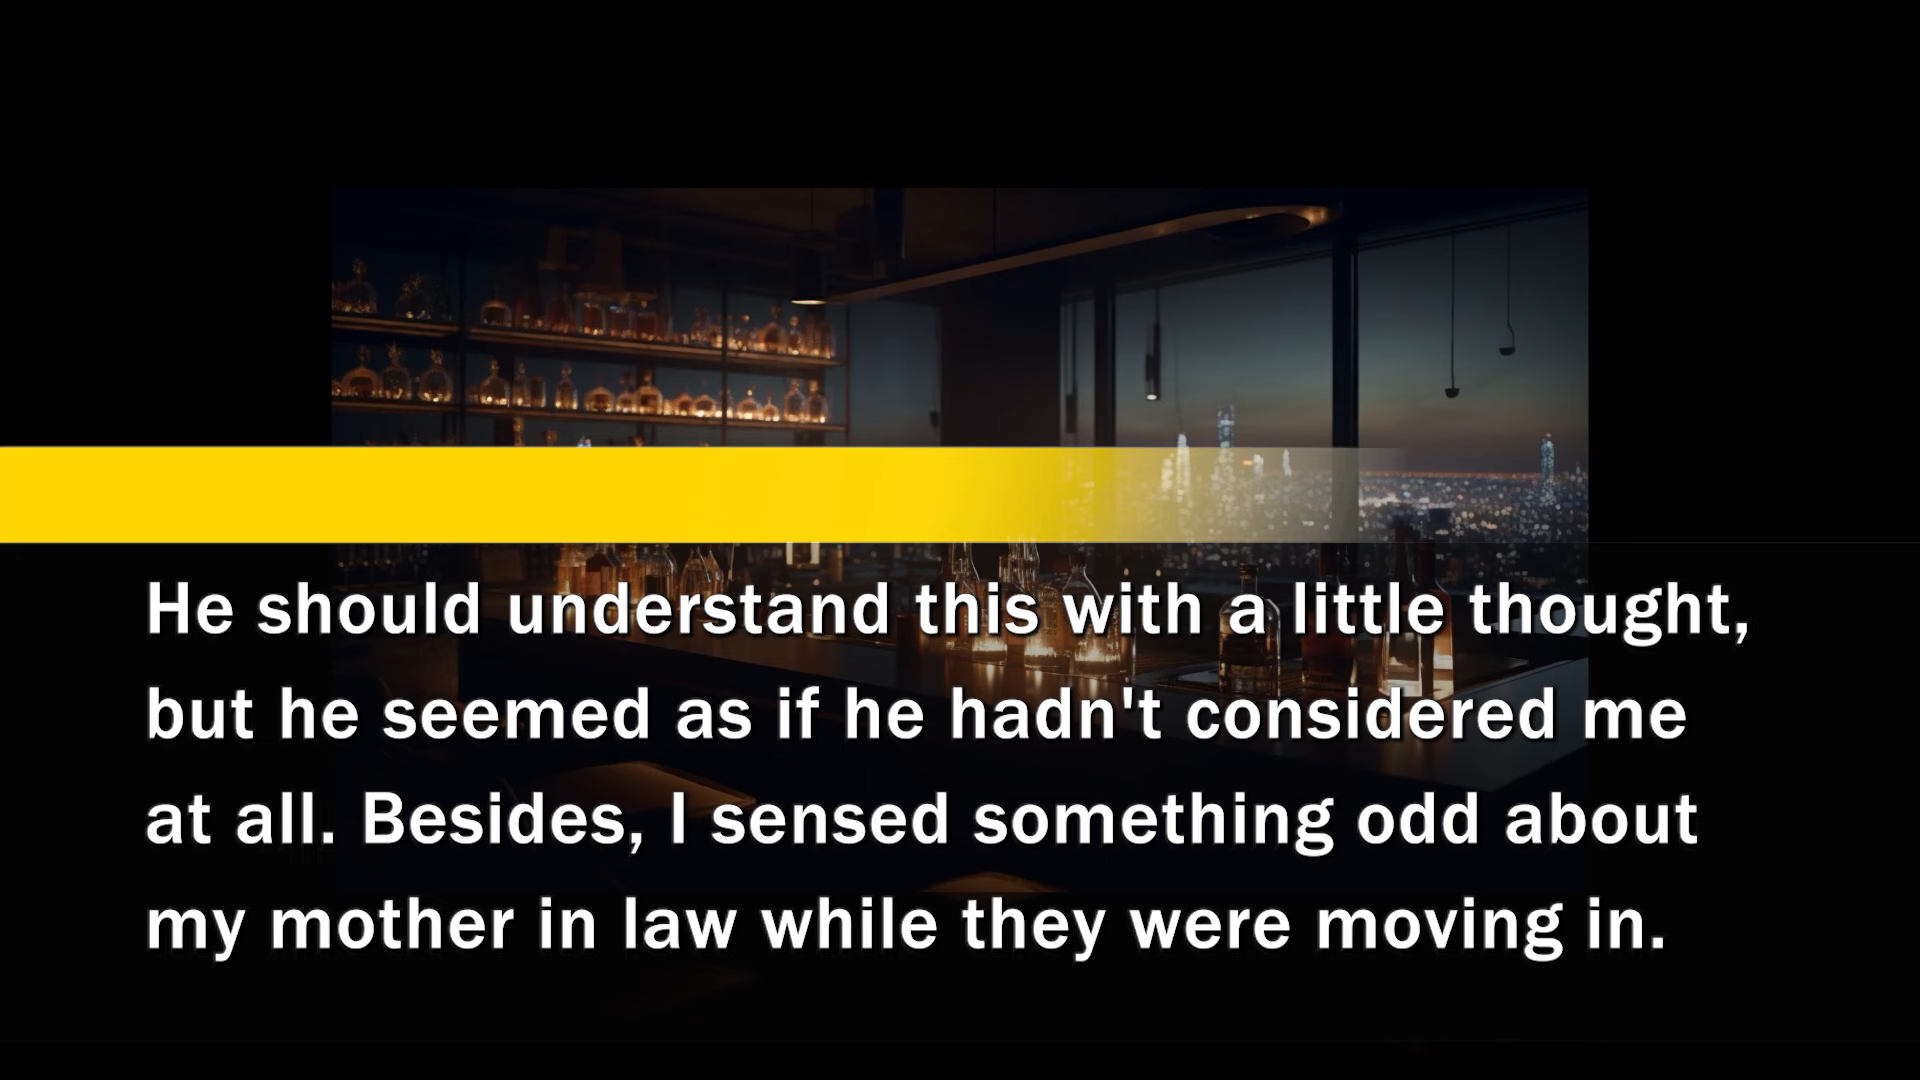 He should understand this with a little thought,
but he seemed as if he hadn't considered me
at all. Besides, I sensed something odd about
my mother in law while they were moving in.